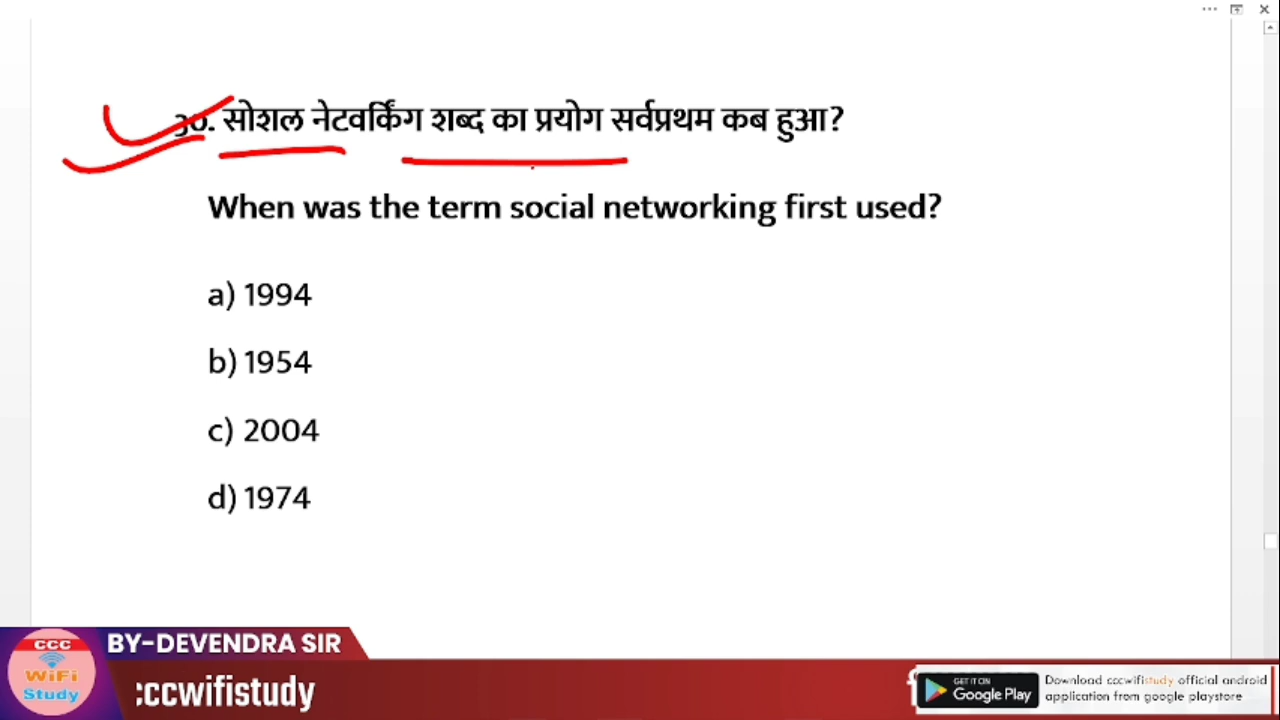 30. सोशल नेटवर्किंग शब्द का प्रयोग सर्वप्रथम कब हुआ?
When was the term social networking first used?
a) 1994
b) 1954
c) 2004
d) 1974
CCC
WiFi
Study
BY-DEVENDRA SIR
:ccwifistudy
GET IT ON
Google Play
Download cccwifistudy official android
application from google playstore